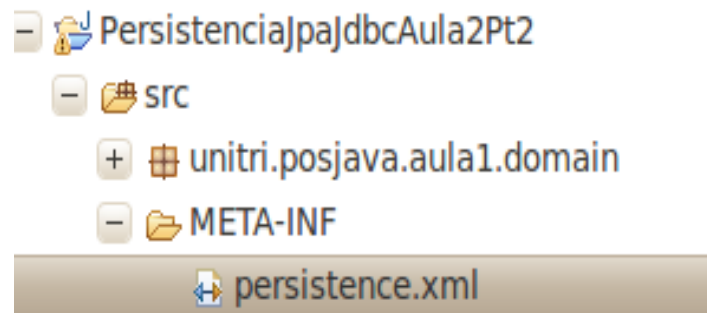 PersistenciaJpaJdbcAula2Pt2
src
unitri.posjava.aula1.domain
META-INF
persistence.xml